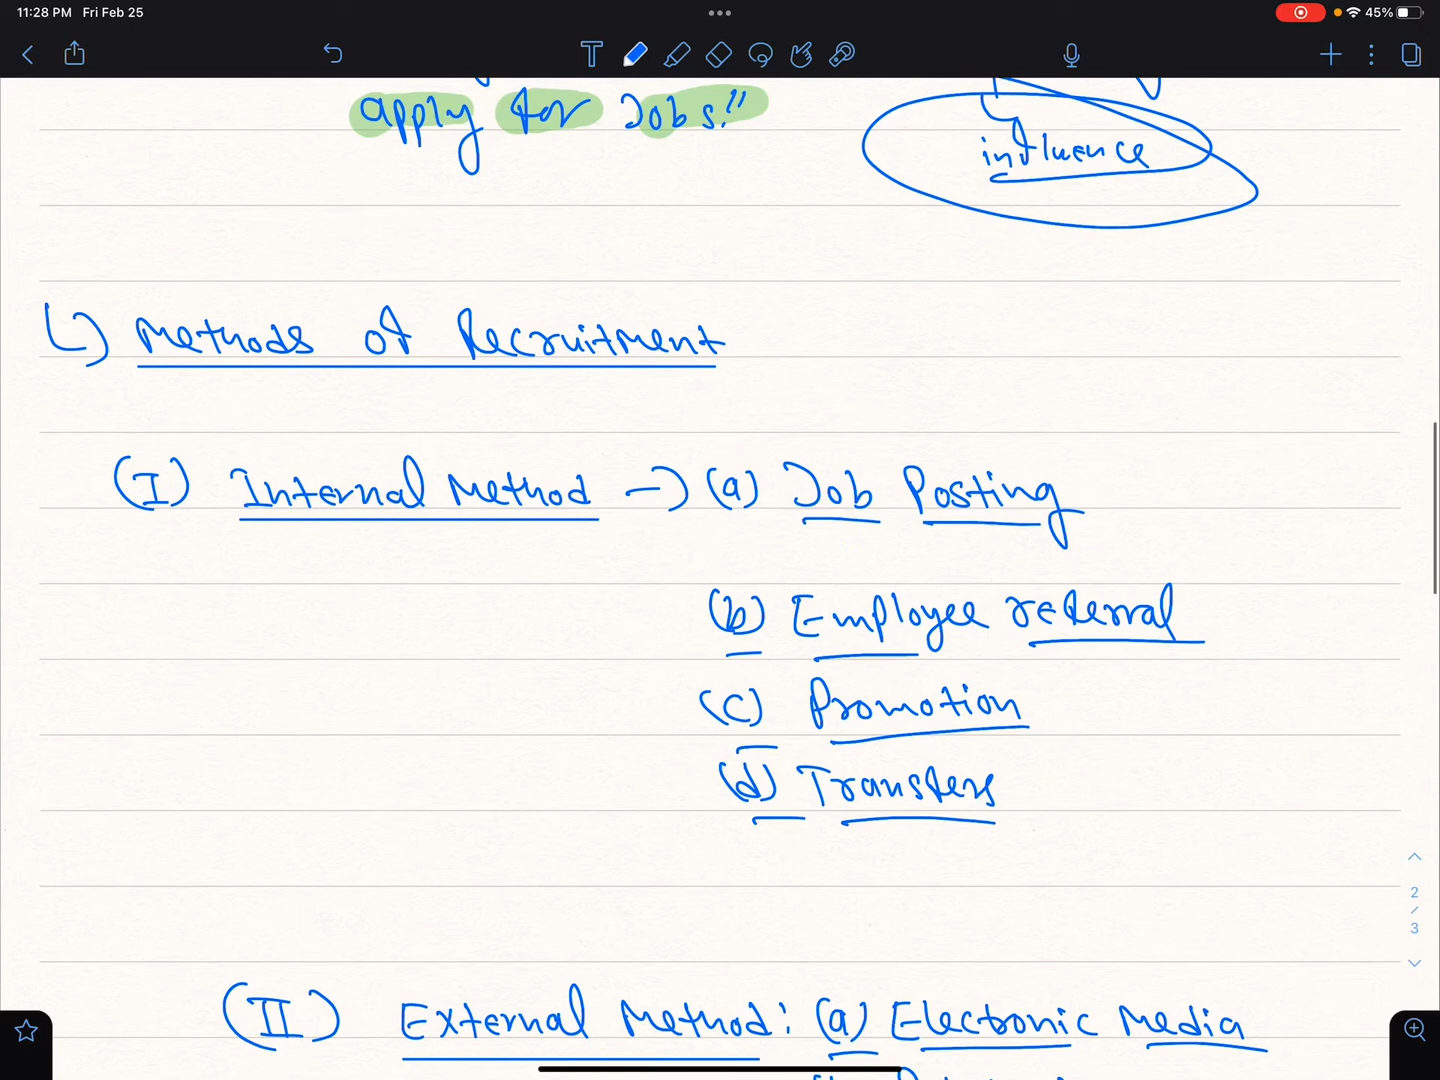 11:28 PM Fri Feb 25
45%
apply for Jobs!!
influence
Methods of Recruitment
(I) Internal Method → (a) Job Posting
(b) Employee referral
(c) Promotion
(d) Transfers
2
/
3
(II) External Method: (a) Electronic Media